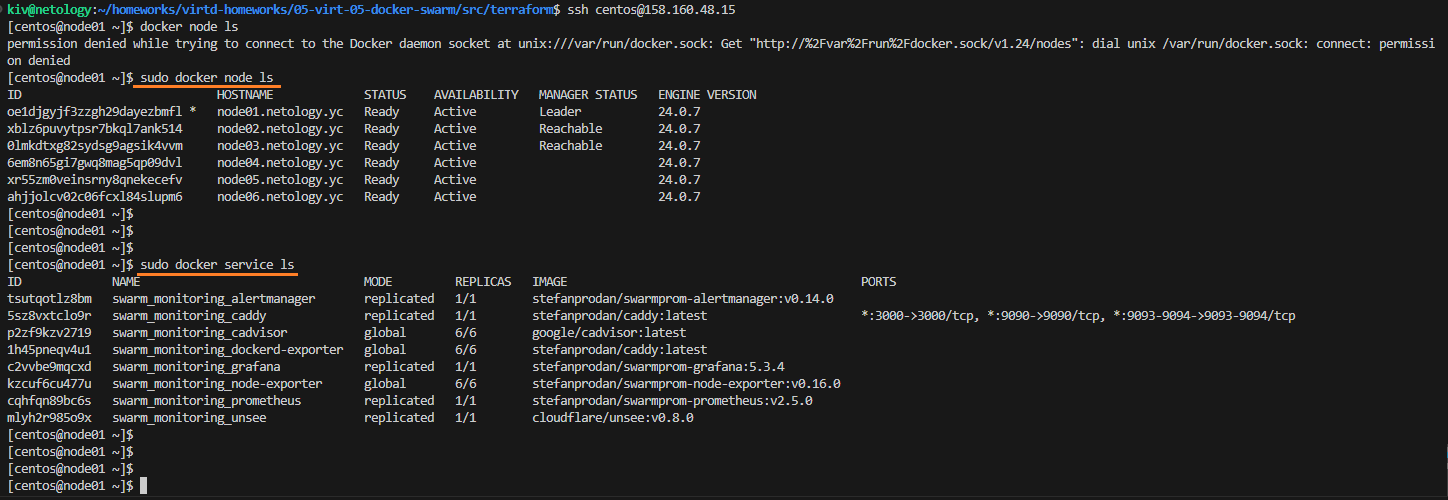 kiv@netology:~/homeworks/virtd-homeworks/05-virt-05-docker-swarm/src/terraform$ ssh centos@158.160.48.15
[centos@node01 ~]$ docker node ls
permission denied while trying to connect to the Docker daemon socket at unix:///var/run/docker.sock: Get "http://%2Fvar%2Frun%2Fdocker.sock/v1.24/nodes": dial unix /var/run/docker.sock: connect: permissi
on denied
[centos@node01 ~]$ sudo docker node ls
ID                            HOSTNAME            STATUS    AVAILABILITY   MANAGER STATUS   ENGINE VERSION
oe1djgyjf3zzgh29dayezbmfl *   node01.netology.yc   Ready     Active         Leader           24.0.7
xblz6puvytpsr7bkql7ank514     node02.netology.yc   Ready     Active         Reachable        24.0.7
0lmkdtxg82sydsg9agsik4vvm     node03.netology.yc   Ready     Active         Reachable        24.0.7
6em8n65gi7gwq8mag5qp09dvl     node04.netology.yc   Ready     Active                          24.0.7
xr55zm0veinsrny8qnekecefv     node05.netology.yc   Ready     Active                          24.0.7
ahjjolcv02c06fcxl84slupm6     node06.netology.yc   Ready     Active                          24.0.7
[centos@node01 ~]$
[centos@node01 ~]$
[centos@node01 ~]$
[centos@node01 ~]$ sudo docker service ls
ID             NAME                                MODE         REPLICAS   IMAGE                                          PORTS
tsutqotlz8bm   swarm_monitoring_alertmanager       replicated   1/1        stefanprodan/swarmprom-alertmanager:v0.14.0
5sz8vxtclo9r   swarm_monitoring_caddy              replicated   1/1        stefanprodan/caddy:latest                      *:3000->3000/tcp, *:9090->9090/tcp, *:9093-9094->9093-9094/tcp
p2zf9kzv2719   swarm_monitoring_cadvisor           global       6/6        google/cadvisor:latest
1h45pneqv4u1   swarm_monitoring_dockerd-exporter   global       6/6        stefanprodan/caddy:latest
c2vvbe9mqcxd   swarm_monitoring_grafana            replicated   1/1        stefanprodan/swarmprom-grafana:5.3.4
kzcuf6cu477u   swarm_monitoring_node-exporter      global       6/6        stefanprodan/swarmprom-node-exporter:v0.16.0
cqhfqn89bc6s   swarm_monitoring_prometheus         replicated   1/1        stefanprodan/swarmprom-prometheus:v2.5.0
mlyh2r985o9x   swarm_monitoring_unsee              replicated   1/1        cloudflare/unsee:v0.8.0
[centos@node01 ~]$
[centos@node01 ~]$
[centos@node01 ~]$
[centos@node01 ~]$